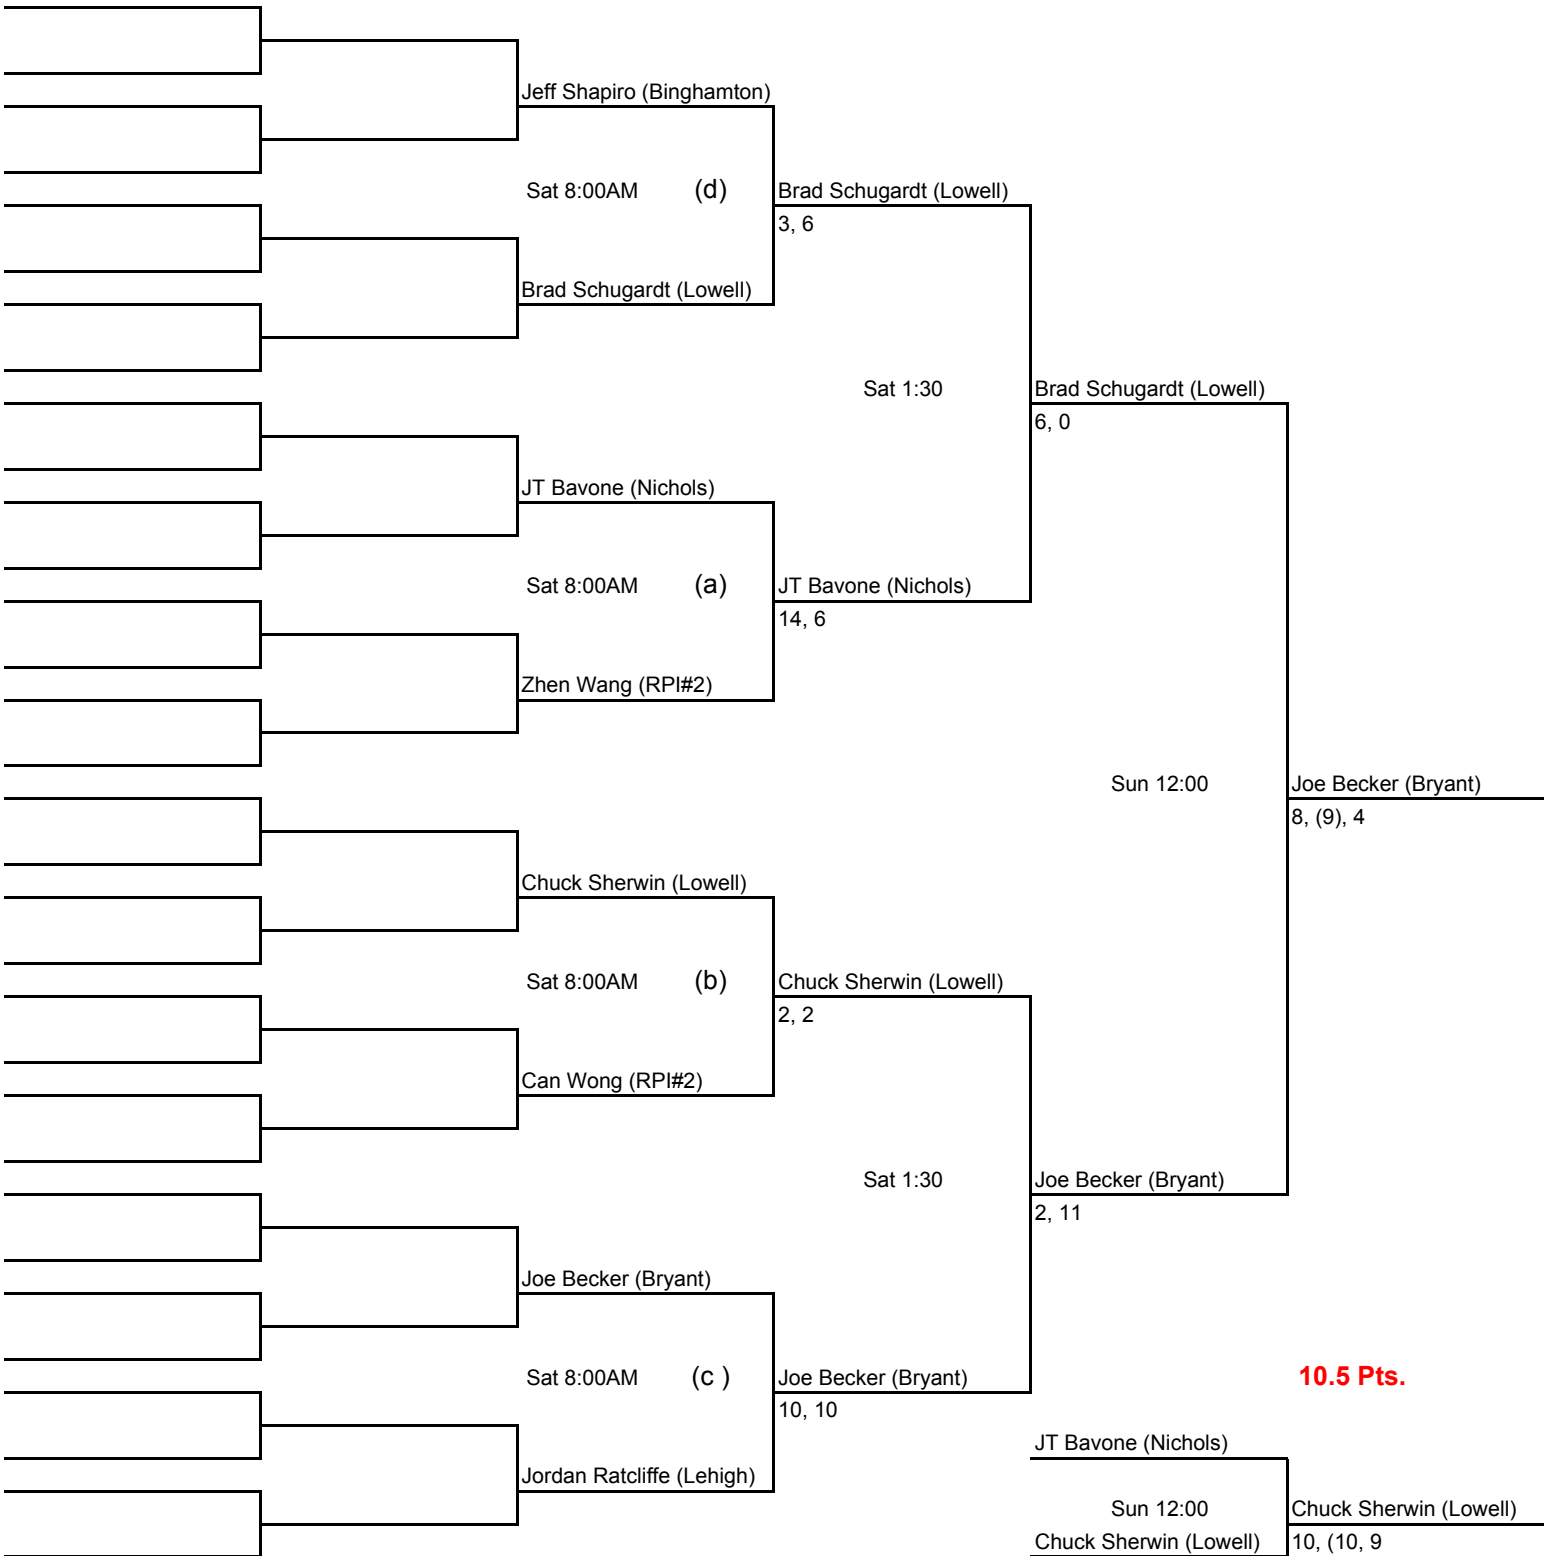 Jeff Shapiro (Binghamton)
Sat 8:00AM (d) Brad Schugardt (Lowell)
3, 6
Brad Schugardt (Lowell)
Sat 1:30 Brad Schugardt (Lowell)
6, 0
JT Bavone (Nichols)
Sat 8:00AM (a) JT Bavone (Nichols)
14, 6
Zhen Wang (RPI#2)
Sun 12:00 Joe Becker (Bryant)
8, (9), 4
Chuck Sherwin (Lowell)
Sat 8:00AM (b) Chuck Sherwin (Lowell)
2, 2
Can Wong (RPI#2)
Sat 1:30 Joe Becker (Bryant)
2, 11
Joe Becker (Bryant)
Sat 8:00AM (c ) Joe Becker (Bryant) 10.5 Pts.
10, 10
JT Bavone (Nichols)
Jordan Ratcliffe (Lehigh)
Sun 12:00 Chuck Sherwin (Lowell)
Chuck Sherwin (Lowell) 10, (10, 9